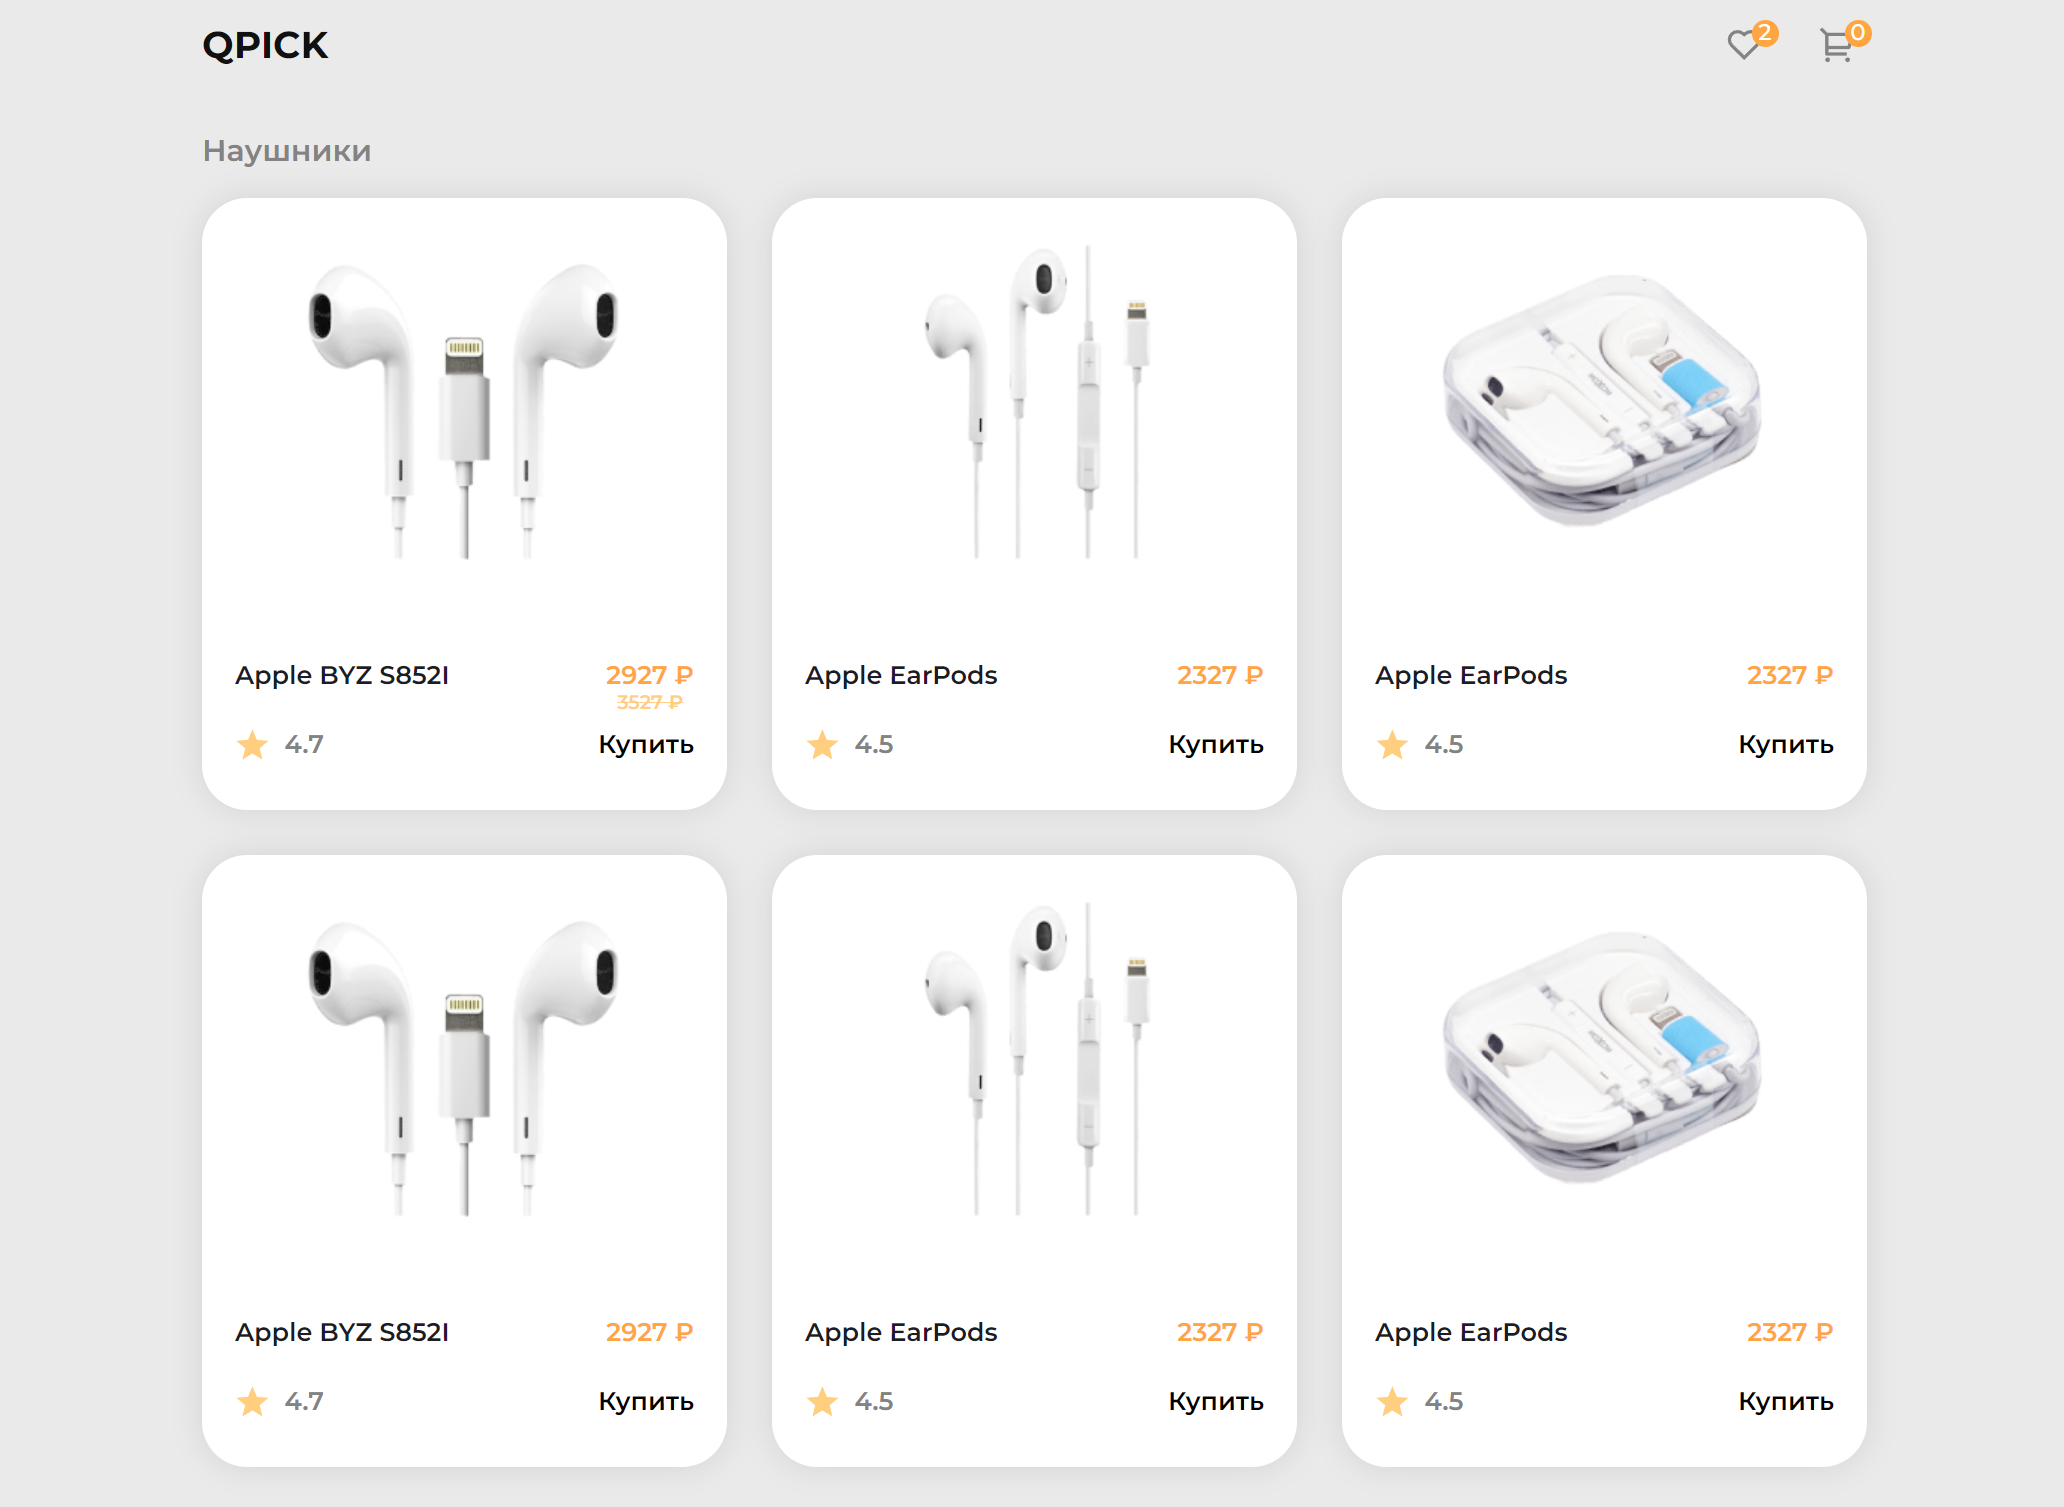 QPICK
2
0
Наушники
Apple BYZ S852I
2927 ₽
3527 ₽
4.7
Купить
Apple EarPods
2327 ₽
4.5
Купить
Apple EarPods
2327 ₽
4.5
Купить
Apple BYZ S852I
2927 ₽
4.7
Купить
Apple EarPods
2327 ₽
4.5
Купить
Apple EarPods
2327 ₽
4.5
Купить